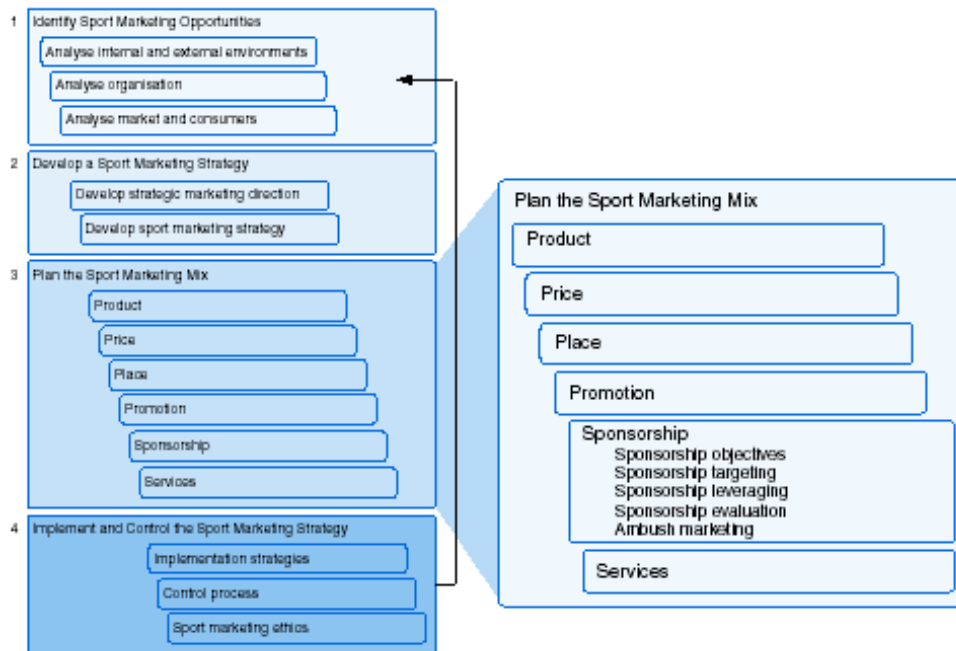 1 Identify Sport Marketing Opportunities
Analyse internal and external environments
Analyse organisation
Analyse market and consumers
2 Develop a Sport Marketing Strategy
Develop strategic marketing direction
Develop sport marketing strategy
3 Plan the Sport Marketing Mix
Product
Price
Place
Promotion
Sponsorship
Services
4 Implement and Control the Sport Marketing Strategy
Implementation strategies
Control process
Sport marketing ethics
Plan the Sport Marketing Mix
Product
Price
Place
Promotion
Sponsorship
Sponsorship objectives
Sponsorship targeting
Sponsorship leveraging
Sponsorship evaluation
Ambush marketing
Services